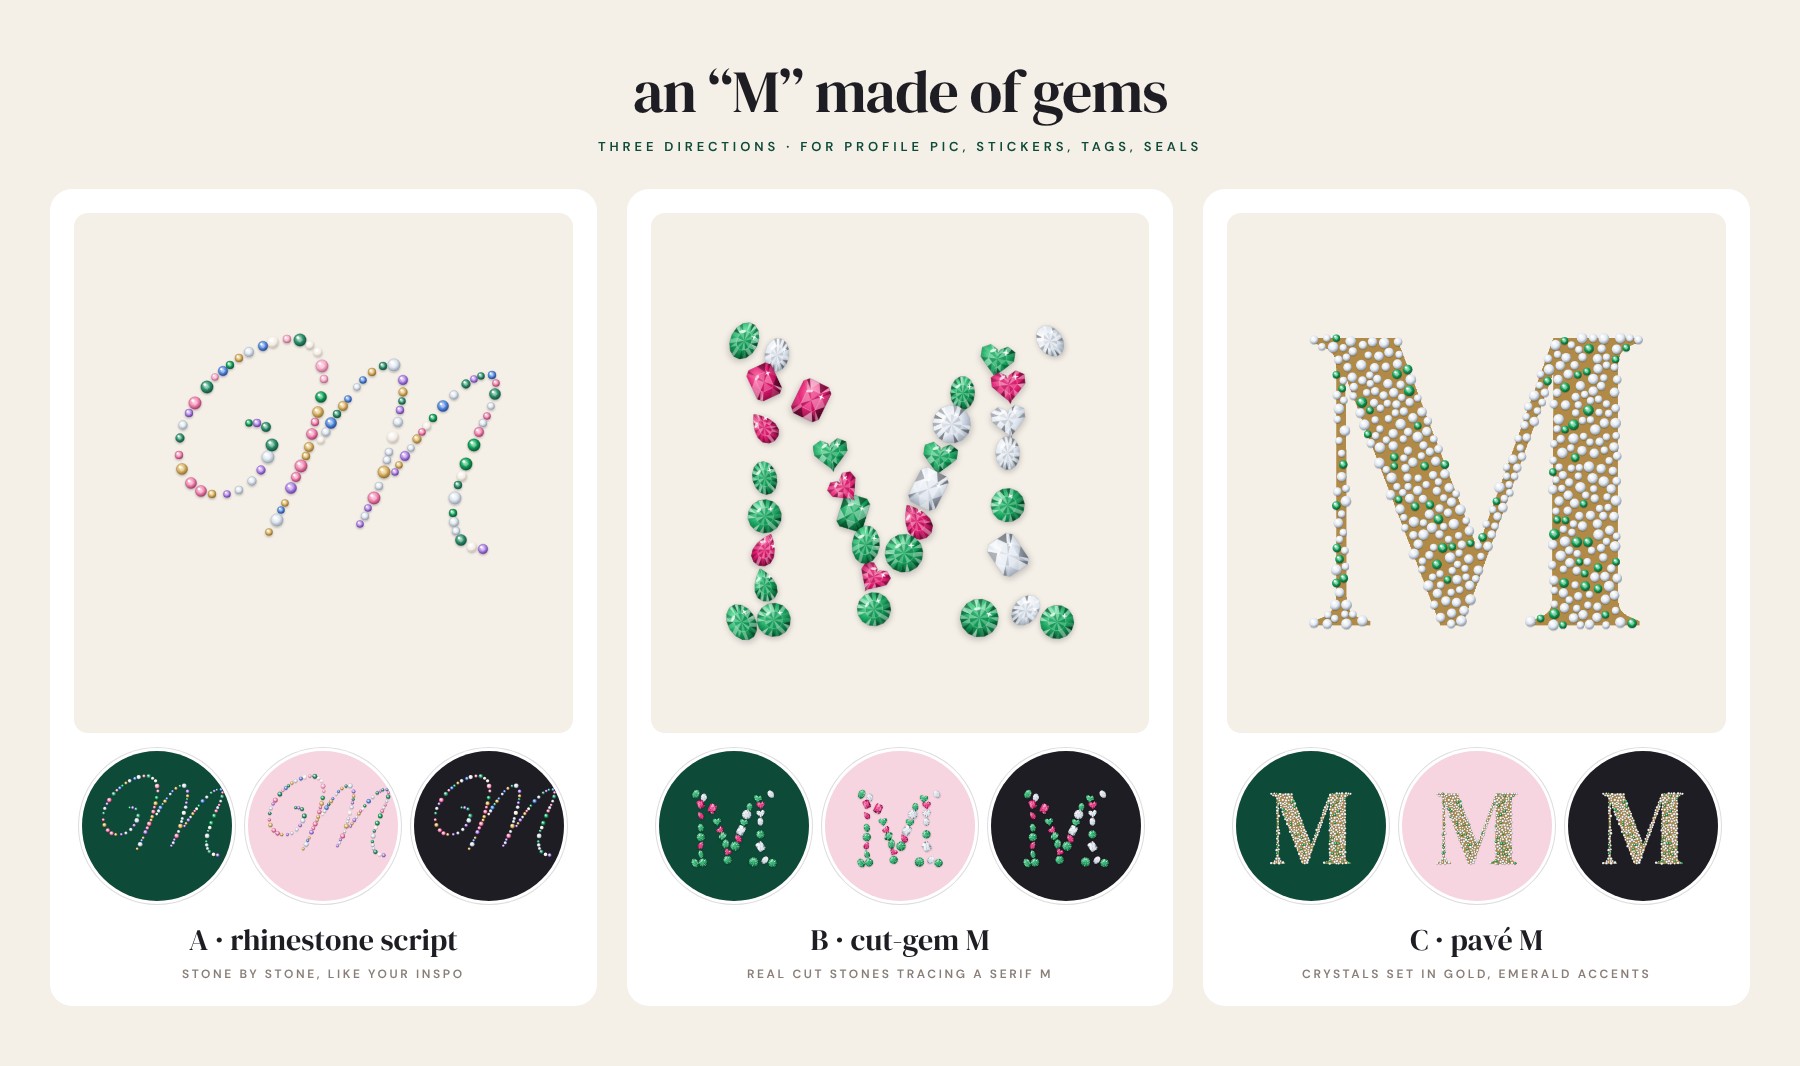 an “M” made of gems
THREE DIRECTIONS · FOR PROFILE PIC, STICKERS, TAGS, SEALS
M
M
M
M M M
M M M
M M M
A · rhinestone script
STONE BY STONE, LIKE YOUR INSPO
B · cut-gem M
REAL CUT STONES TRACING A SERIF M
C · pavé M
CRYSTALS SET IN GOLD, EMERALD ACCENTS